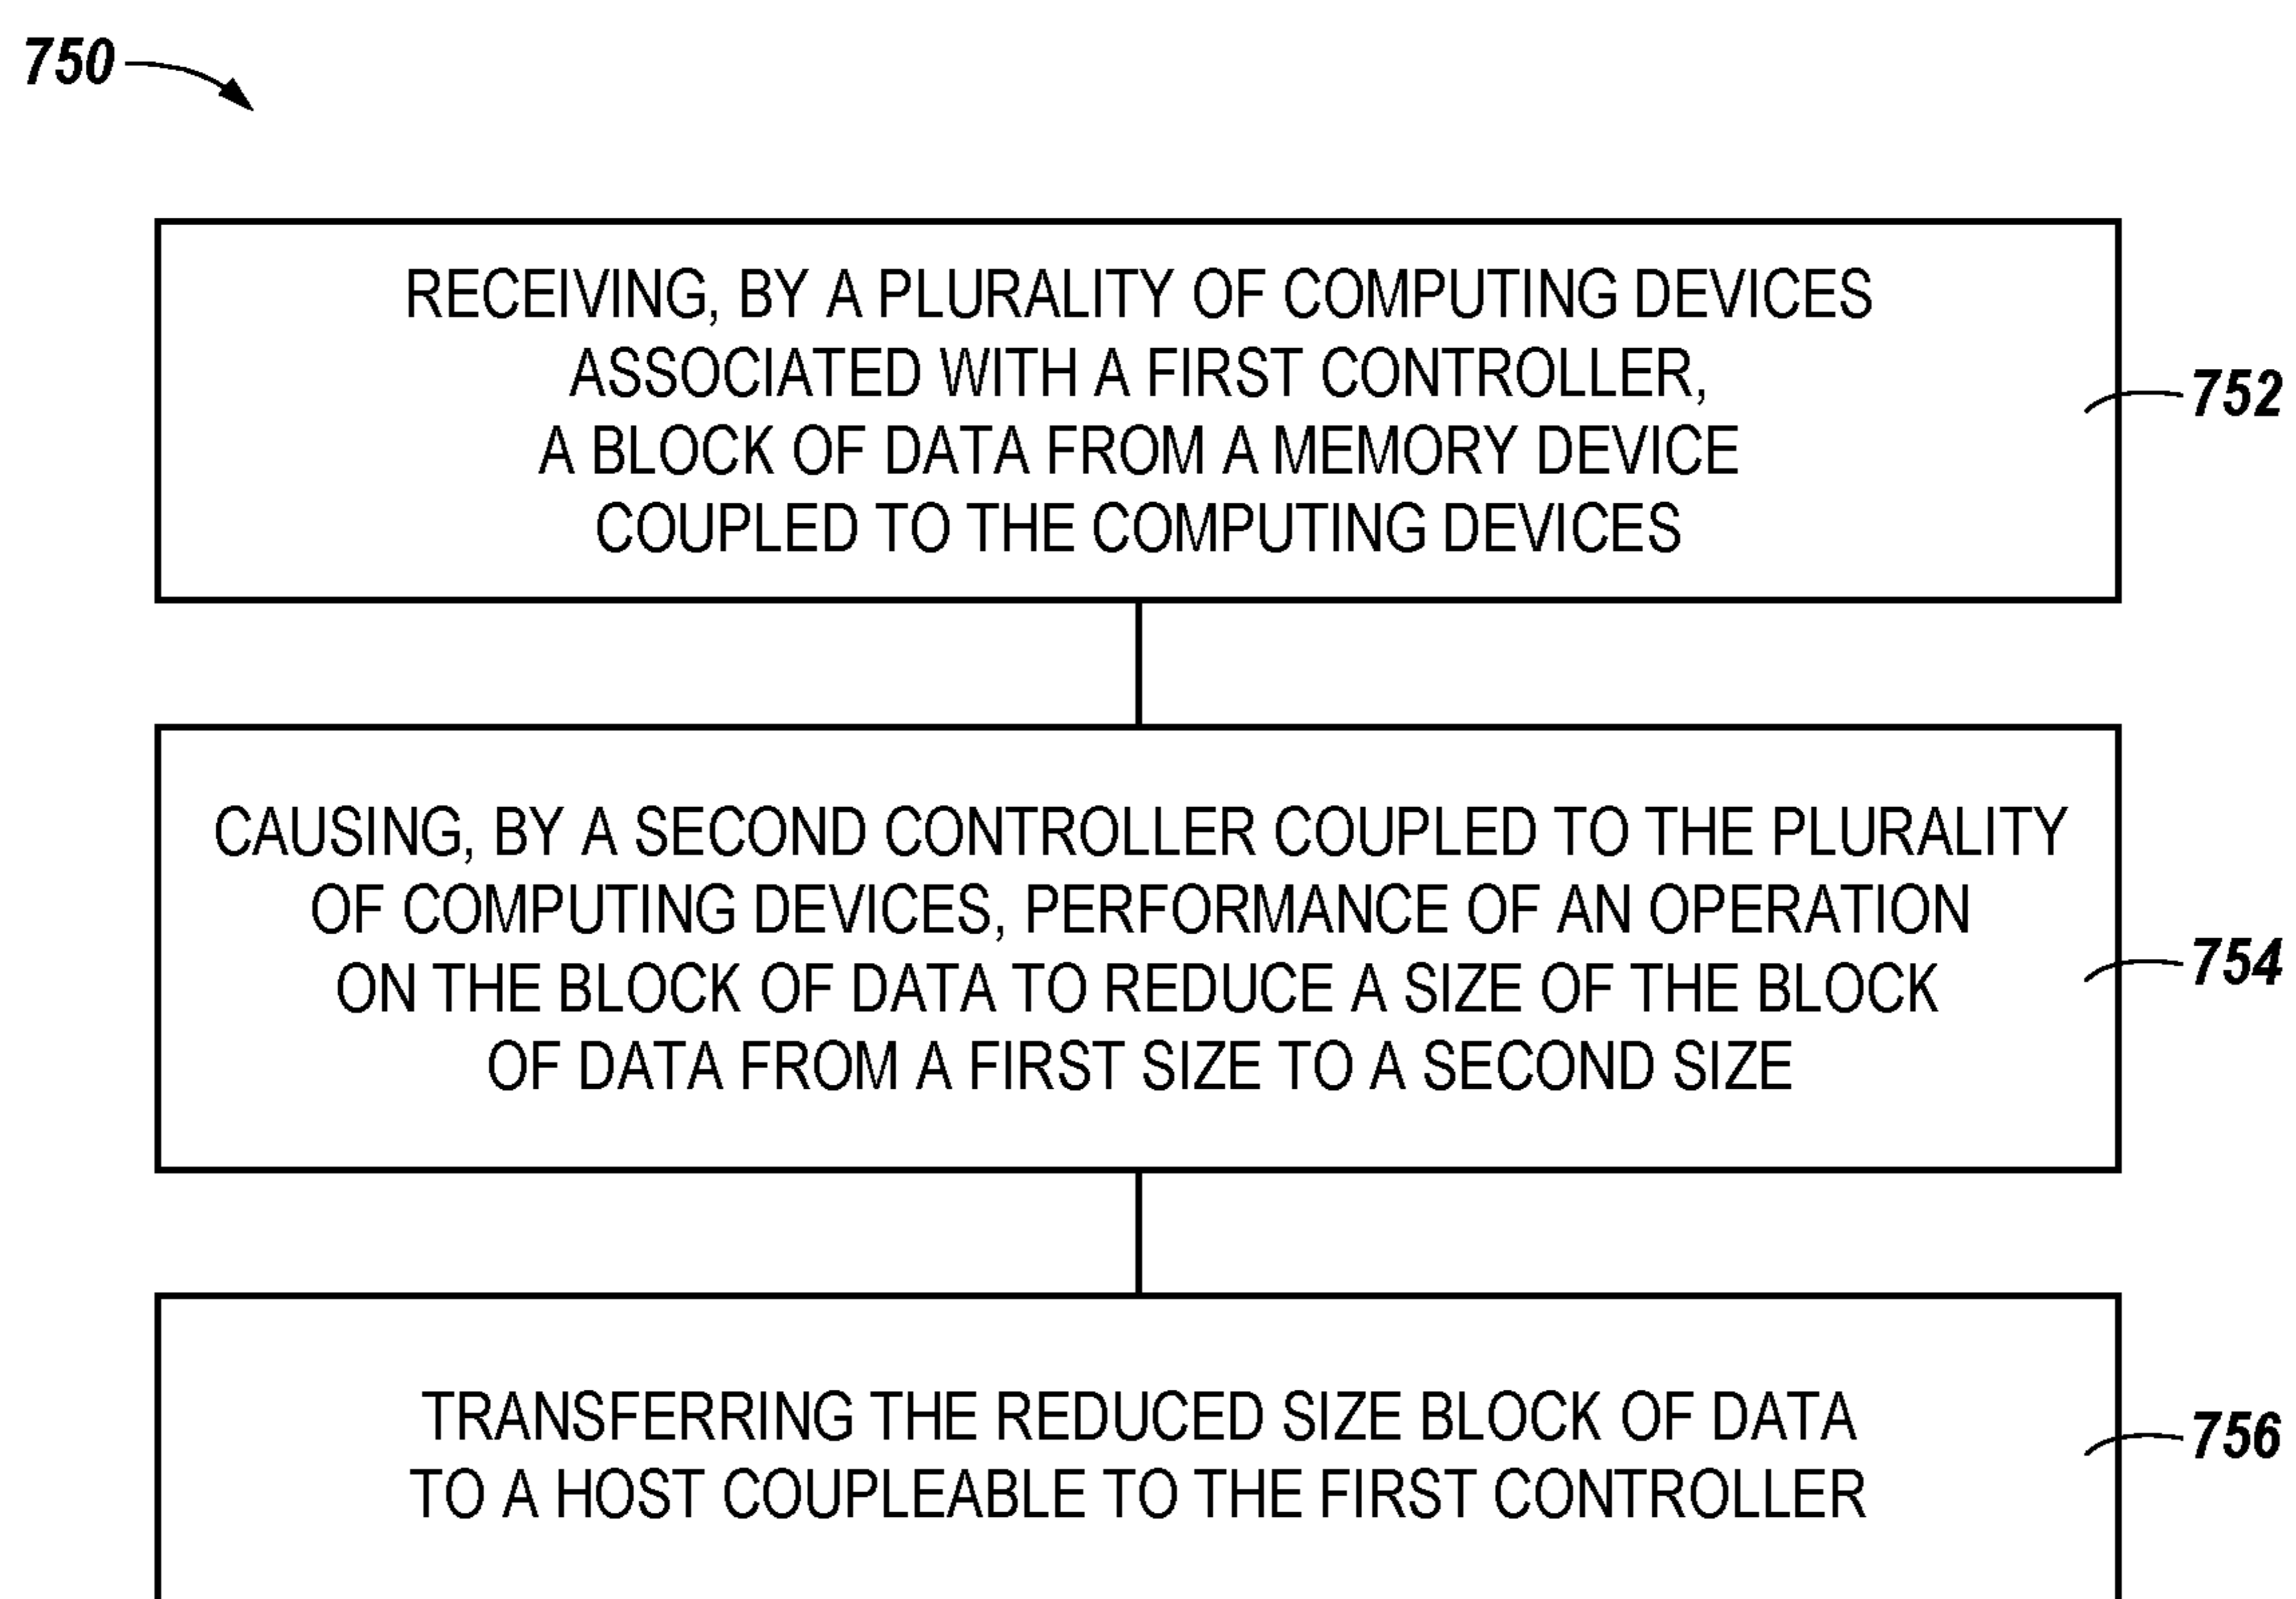 750
RECEIVING, BY A PLURALITY OF COMPUTING DEVICES
ASSOCIATED WITH A FIRST CONTROLLER,
A BLOCK OF DATA FROM A MEMORY DEVICE
COUPLED TO THE COMPUTING DEVICES
752
CAUSING, BY A SECOND CONTROLLER COUPLED TO THE PLURALITY
OF COMPUTING DEVICES, PERFORMANCE OF AN OPERATION
ON THE BLOCK OF DATA TO REDUCE A SIZE OF THE BLOCK
OF DATA FROM A FIRST SIZE TO A SECOND SIZE
754
TRANSFERRING THE REDUCED SIZE BLOCK OF DATA
TO A HOST COUPLEABLE TO THE FIRST CONTROLLER
756